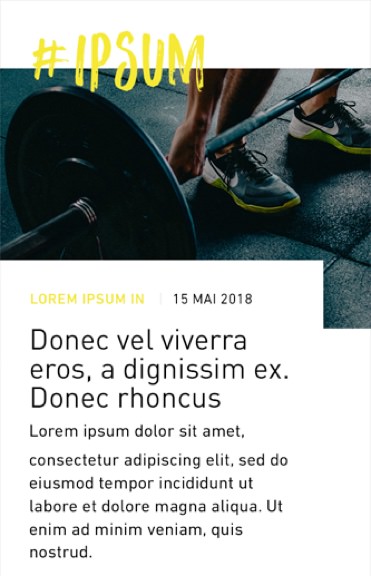 #IPSUM
LOREM IPSUM IN | 15 MAI 2018
Donec vel viverra
eros, a dignissim ex.
Donec rhoncus
Lorem ipsum dolor sit amet,
consectetur adipiscing elit, sed do
eiusmod tempor incididunt ut
labore et dolore magna aliqua. Ut
enim ad minim veniam, quis
nostrud.